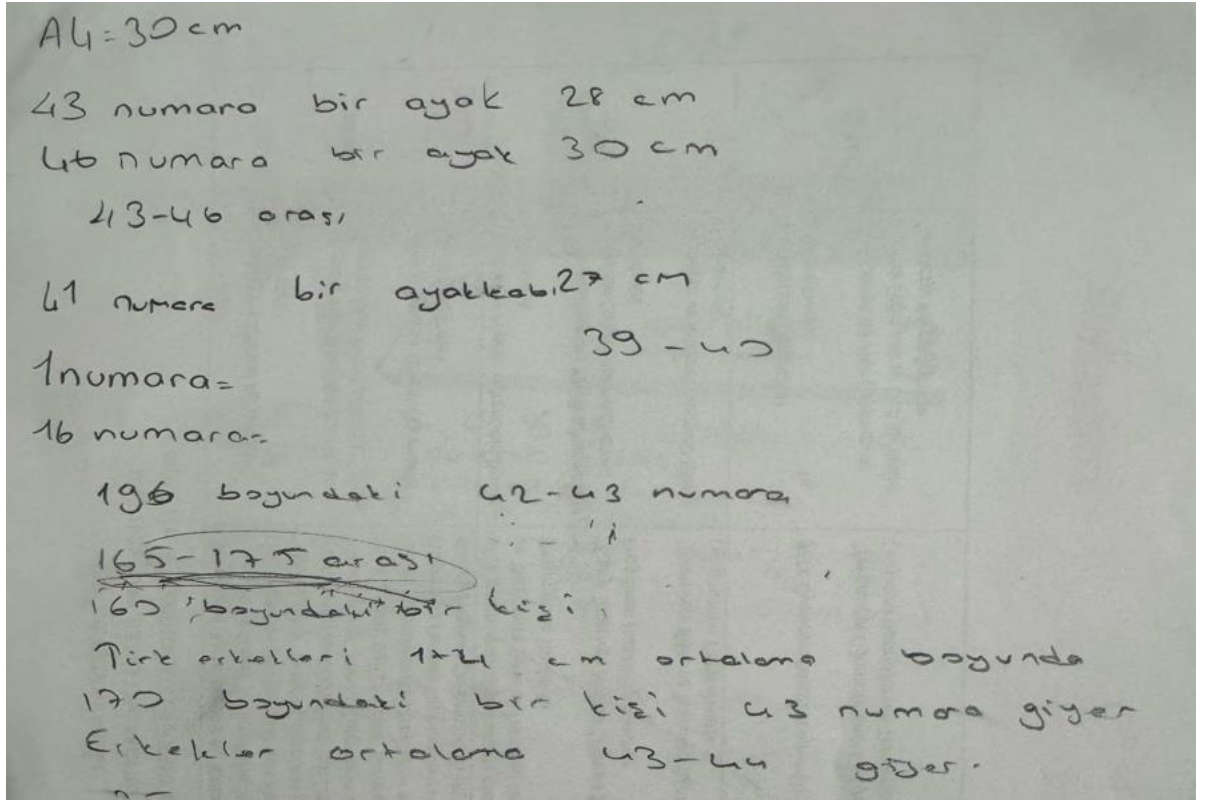 A4=30 cm
43 numara bir ayak 28 cm
46 numara bir ayak 30 cm
43-46 arası
41 numara bir ayakkabı 27 cm
39-40
1 numara=
16 numara=
196 boyundaki 42-43 numara
165-175 arası
160 boyundaki bir kişi
Türk erkekleri 174 cm ortalama boyunda
170 boyundaki bir kişi 43 numara giyer
Erkekler ortalama 43-44 giyer.